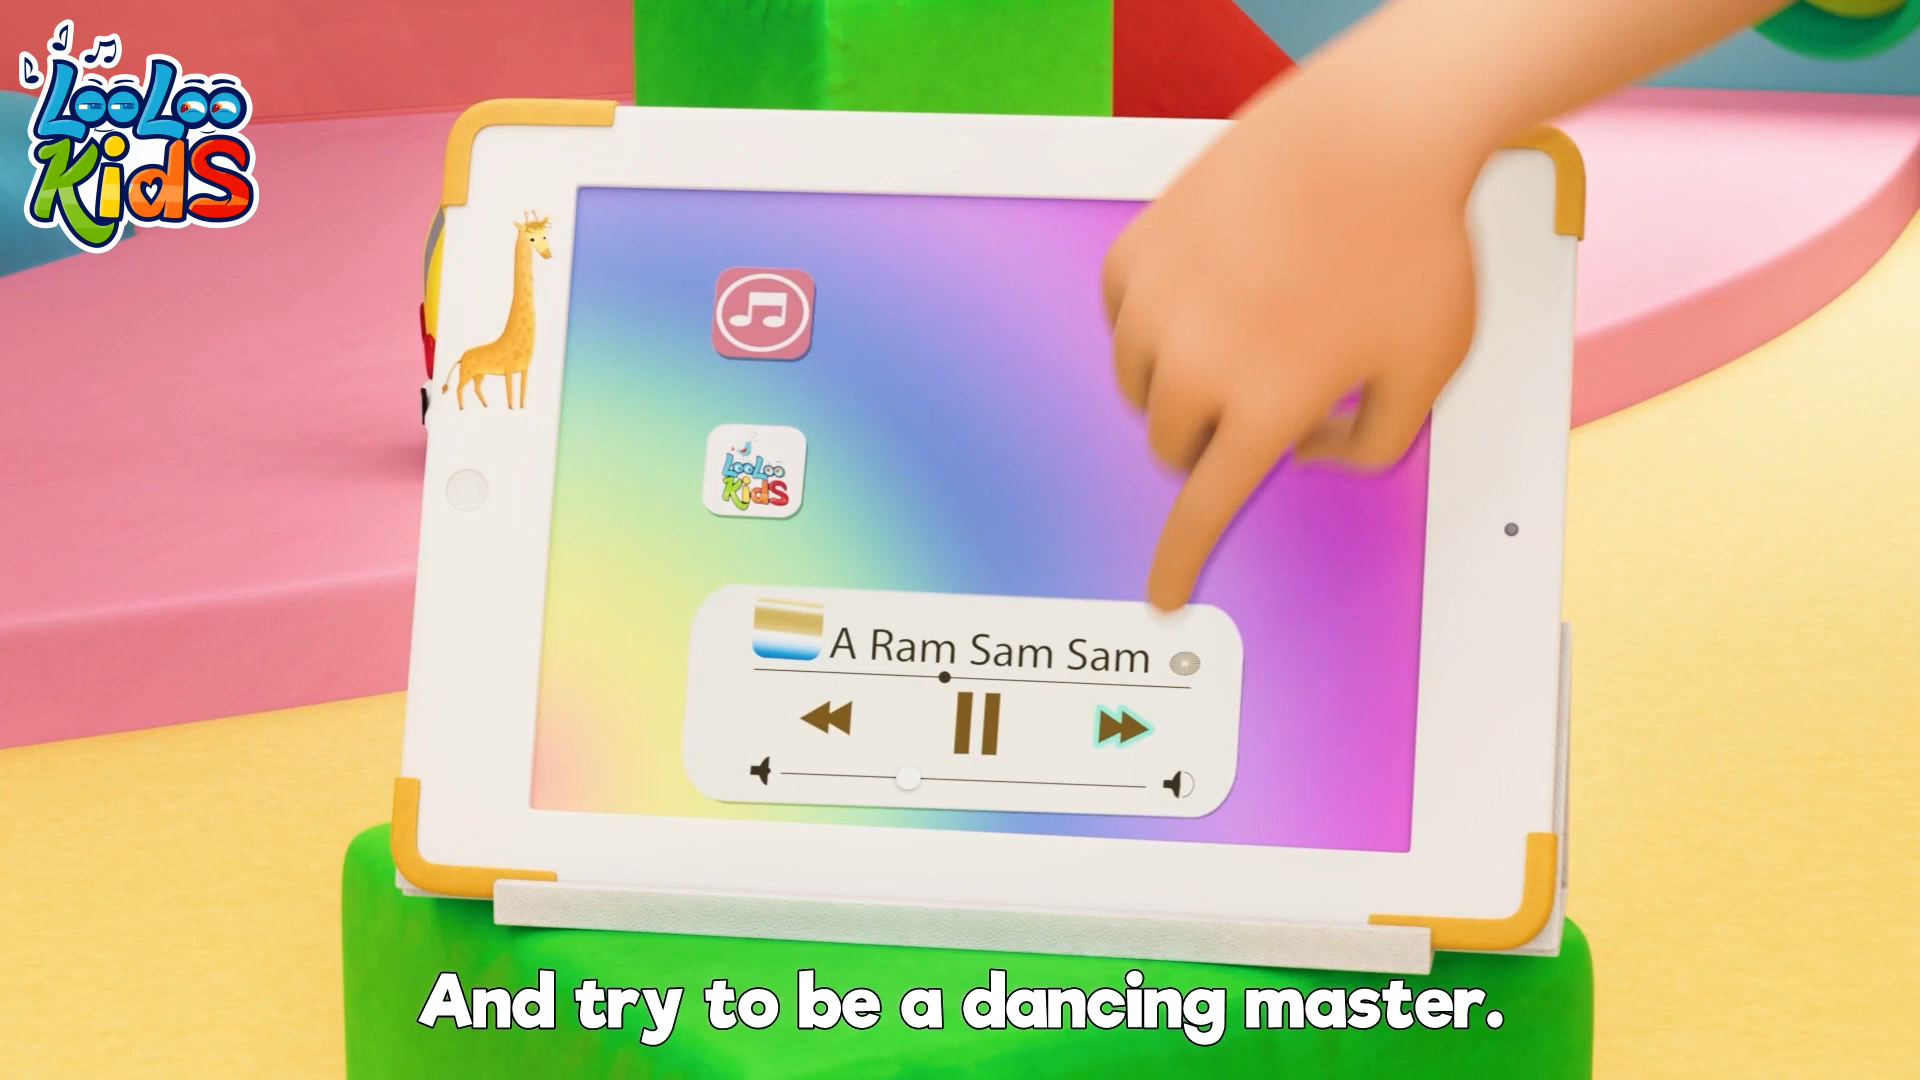 LooLoo
Kids
LooLoo
Kids
A Ram Sam Sam
And try to be a dancing master.